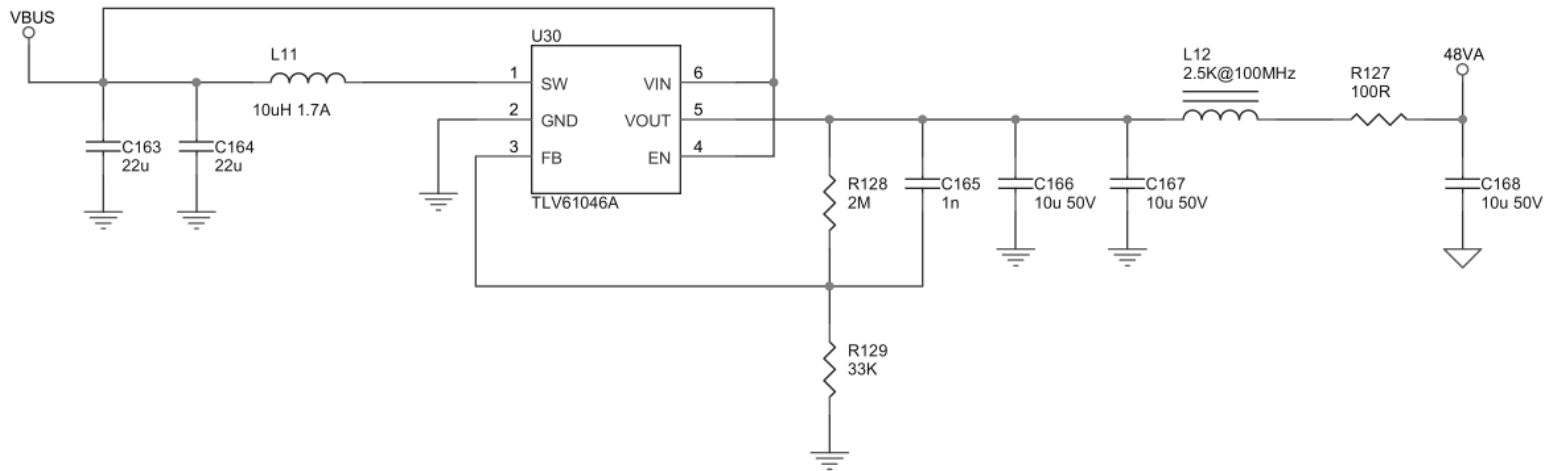 VBUS
L11
10uH 1.7A
C163
22u
C164
22u
U30
1
SW
2
GND
3
FB
VIN
6
VOUT
5
EN
4
TLV61046A
R128
2M
C165
1n
C166
10u 50V
C167
10u 50V
L12
2.5K@100MHz
R127
100R
48VA
C168
10u 50V
R129
33K